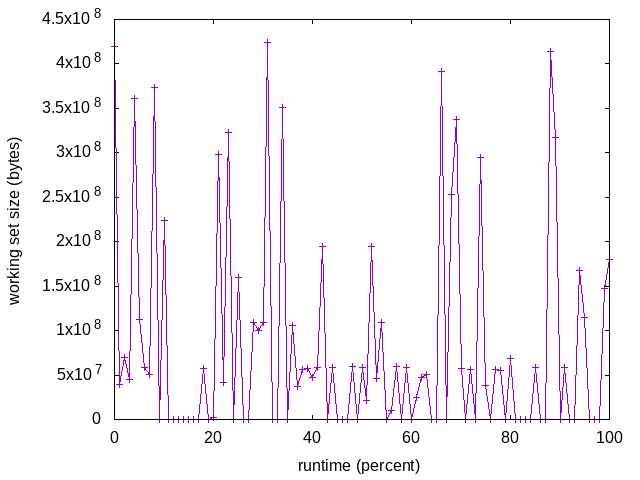 4.5x10^8
4x10^8
3.5x10^8
3x10^8
2.5x10^8
2x10^8
1.5x10^8
1x10^8
5x10^7
0
0 20 40 60 80 100
working set size (bytes)
runtime (percent)